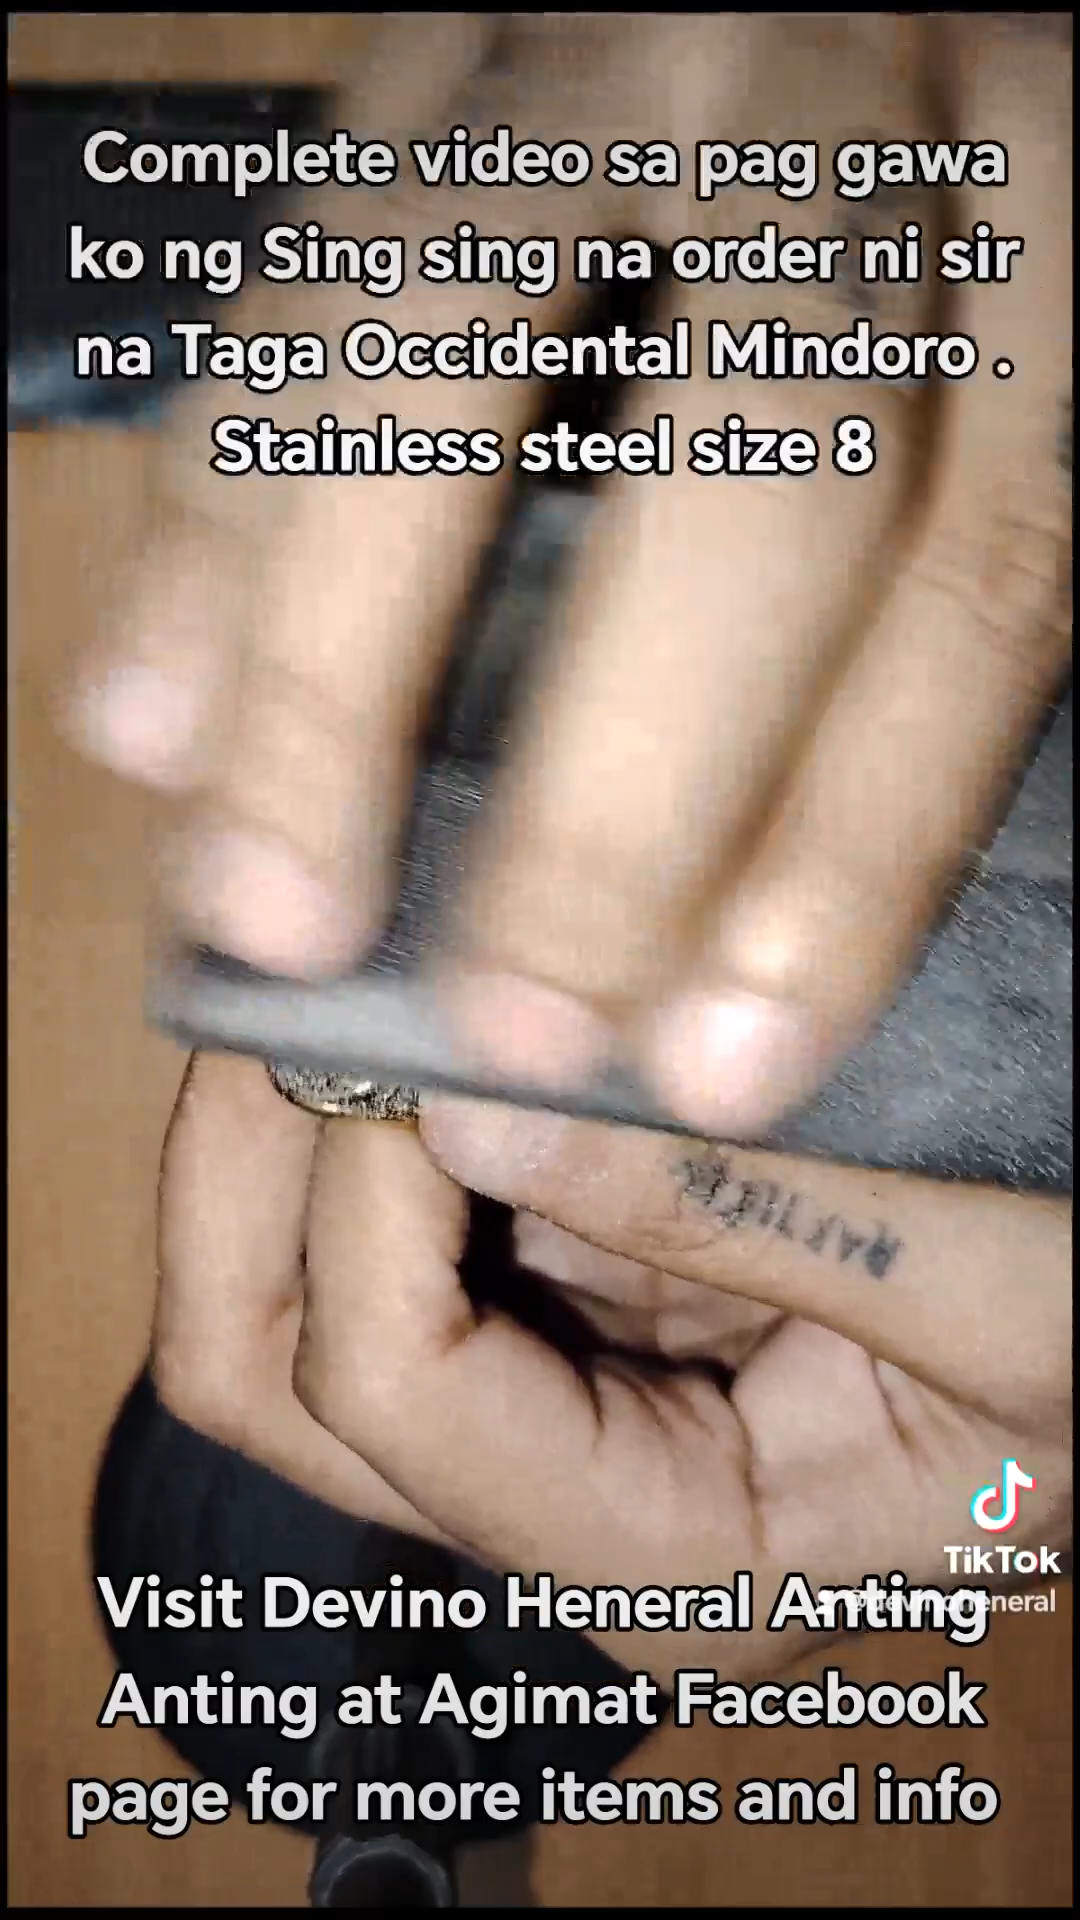 Complete video sa pag gawa
ko ng Sing sing na order ni sir
na Taga Occidental Mindoro .
Stainless steel size 8
TikTok
@devinoheneral
Visit Devino Heneral Anting
Anting at Agimat Facebook
page for more items and info